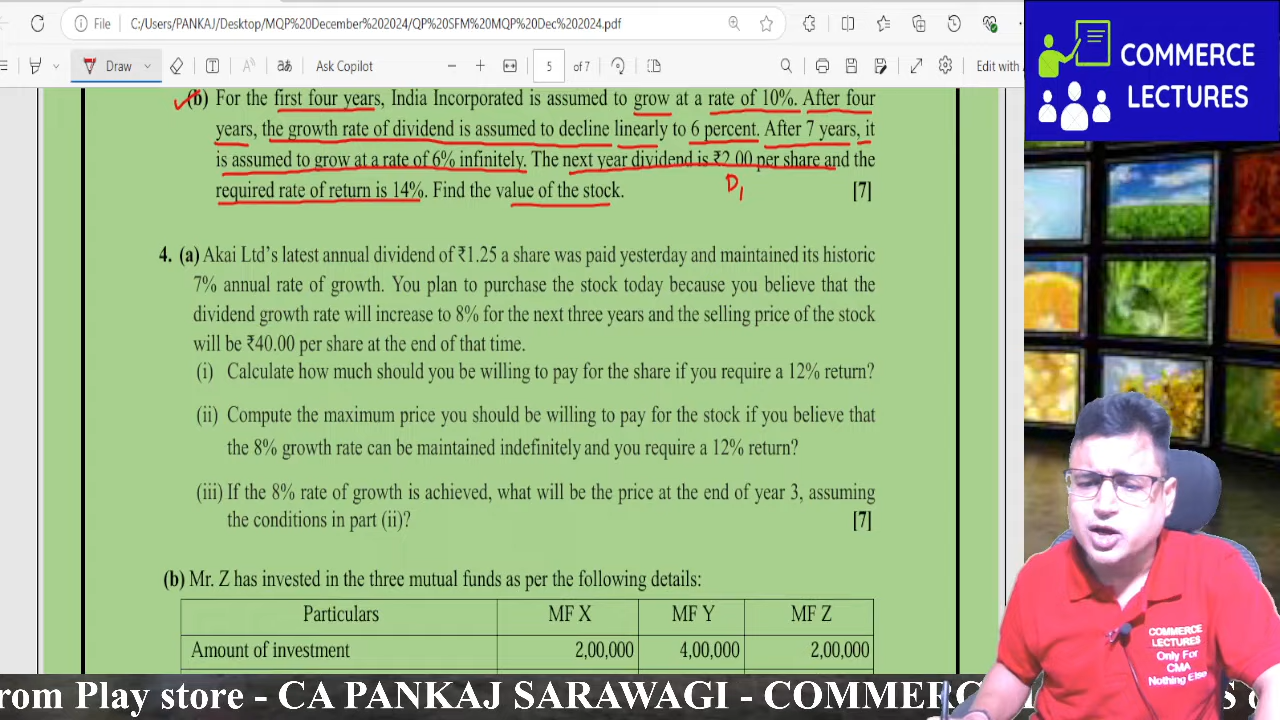 File
C:/Users/PANKAJ/Desktop/MQP%20December%202024/QP%20SFM%20MQP%20Dec%202024.pdf
Draw
Ask Copilot
5 of 7
Edit with
COMMERCE
LECTURES
(b) For the first four years, India Incorporated is assumed to grow at a rate of 10%. After four
years, the growth rate of dividend is assumed to decline linearly to 6 percent. After 7 years, it
is assumed to grow at a rate of 6% infinitely. The next year dividend is ₹2.00 per share and the
required rate of return is 14%. Find the value of the stock. [7]
D1
4. (a) Akai Ltd’s latest annual dividend of ₹1.25 a share was paid yesterday and maintained its historic
7% annual rate of growth. You plan to purchase the stock today because you believe that the
dividend growth rate will increase to 8% for the next three years and the selling price of the stock
will be ₹40.00 per share at the end of that time.
(i) Calculate how much should you be willing to pay for the share if you require a 12% return?
(ii) Compute the maximum price you should be willing to pay for the stock if you believe that
the 8% growth rate can be maintained indefinitely and you require a 12% return?
(iii) If the 8% rate of growth is achieved, what will be the price at the end of year 3, assuming
the conditions in part (ii)? [7]
(b) Mr. Z has invested in the three mutual funds as per the following details:
Particulars MF X MF Y MF Z
Amount of investment 2,00,000 4,00,000 2,00,000
COMMERCE
LECTURES
Only For
CMA
Nothing Else
rom Play store - CA PANKAJ SARAWAGI - COMMERC